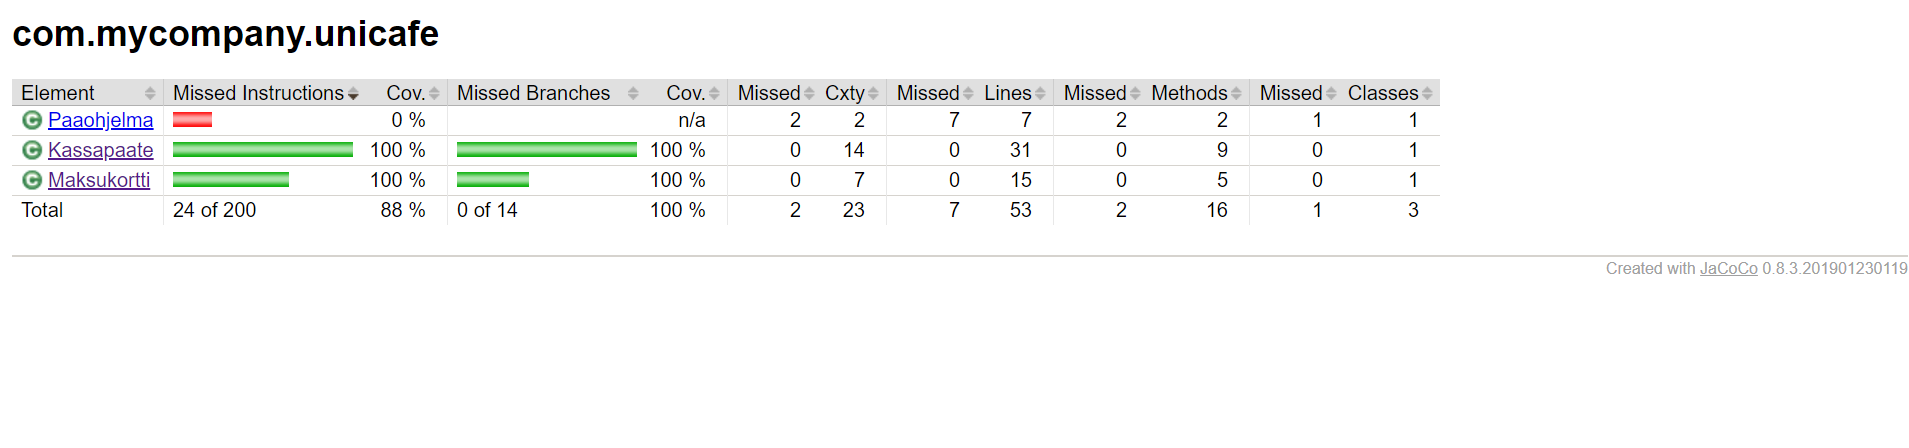 com.mycompany.unicafe
Element Missed Instructions Cov. Missed Branches Cov. Missed Cxty Missed Lines Missed Methods Missed Classes
Paaohjelma 0 % n/a 2 2 7 7 2 2 1 1
Kassapaate 100 % 100 % 0 14 0 31 0 9 0 1
Maksukortti 100 % 100 % 0 7 0 15 0 5 0 1
Total 24 of 200 88 % 0 of 14 100 % 2 23 7 53 2 16 1 3
Created with JaCoCo 0.8.3.201901230119